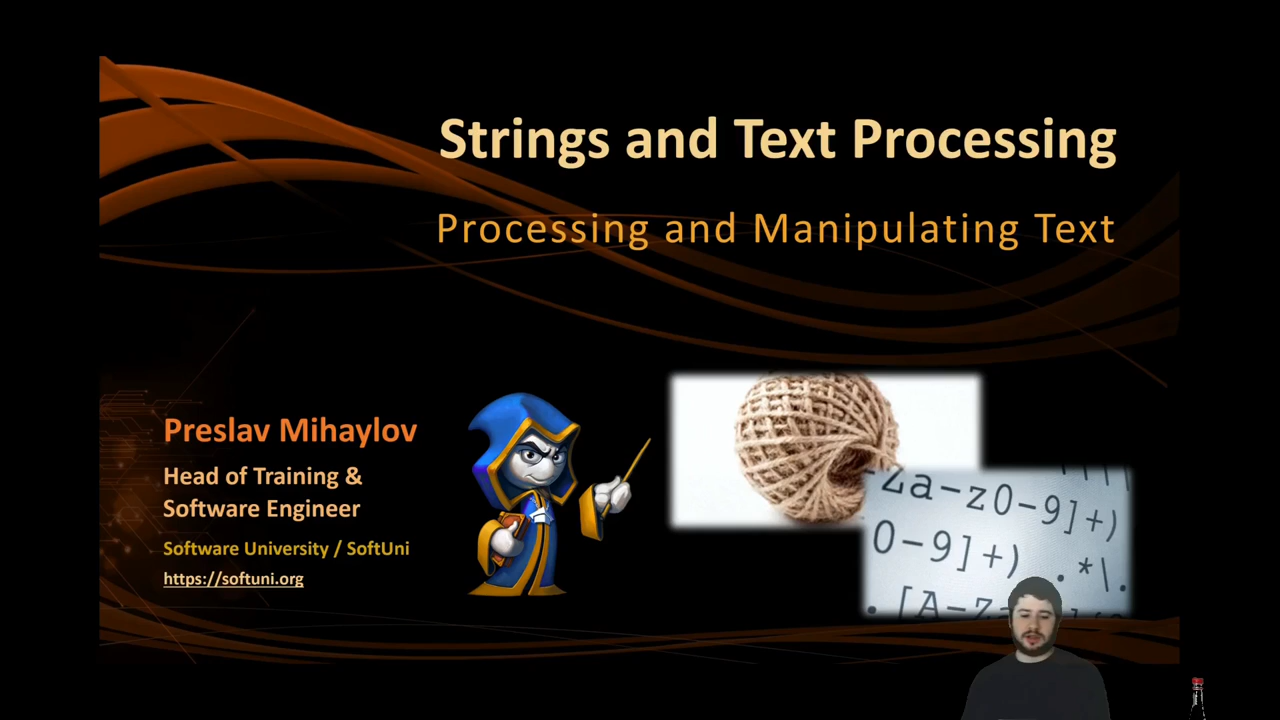 Strings and Text Processing
Processing and Manipulating Text
Preslav Mihaylov
Head of Training &
Software Engineer
Software University / SoftUni
https://softuni.org
-Za-z0-9]+)
0-9]+) .*\.
[A-Za